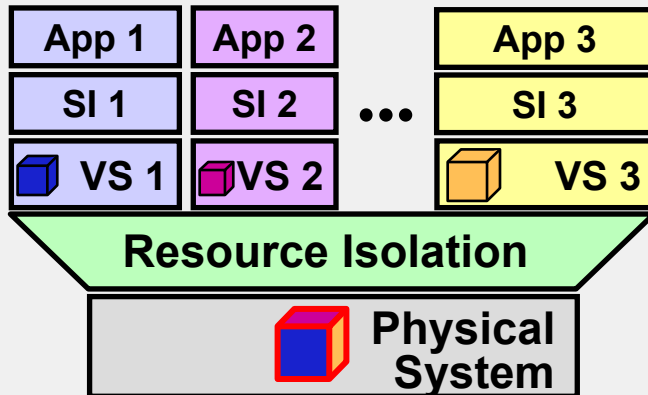 App 1 App 2 App 3
SI 1 SI 2 ••• SI 3
VS 1 VS 2 VS 3
Resource Isolation
Physical
System